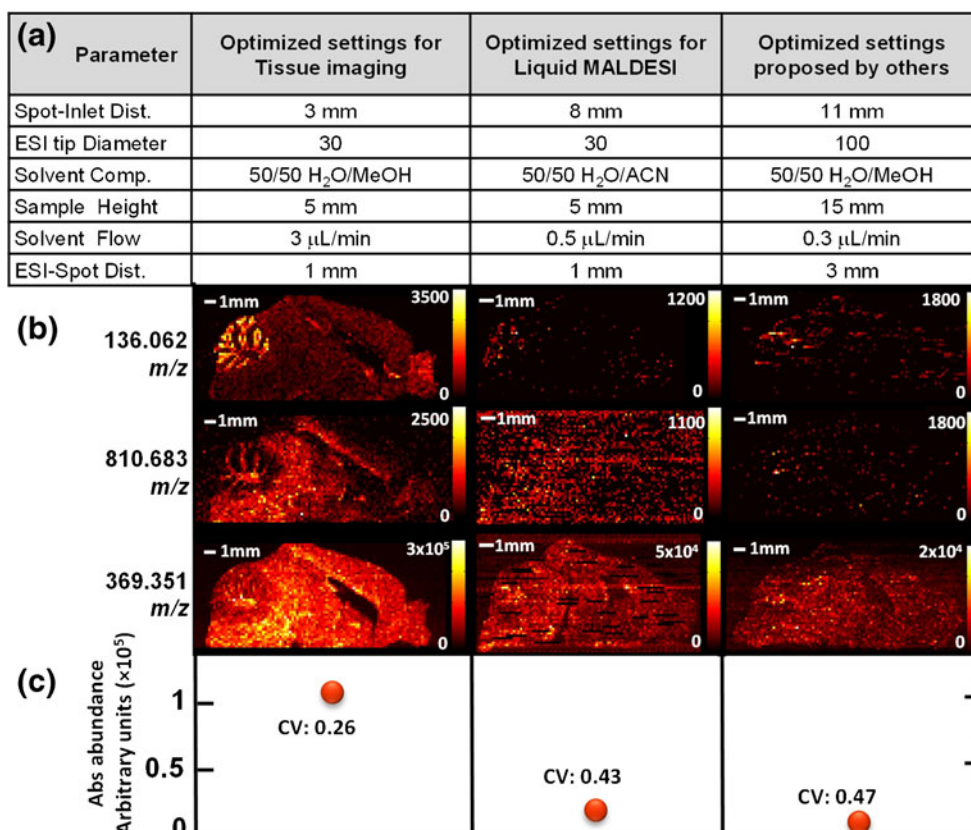 (a)
Parameter
Optimized settings for Tissue imaging
Optimized settings for Liquid MALDESI
Optimized settings proposed by others
Spot-Inlet Dist. 3 mm 8 mm 11 mm
ESI tip Diameter 30 30 100
Solvent Comp. 50/50 H₂O/MeOH 50/50 H₂O/ACN 50/50 H₂O/MeOH
Sample Height 5 mm 5 mm 15 mm
Solvent Flow 3 μL/min 0.5 μL/min 0.3 μL/min
ESI-Spot Dist. 1 mm 1 mm 3 mm
(b)
136.062
m/z
1mm 3500 0
1mm 1200 0
1mm 1800 0
810.683
m/z
1mm 2500 0
1mm 1100 0
1mm 1800 0
369.351
m/z
1mm 3x10⁵ 0
1mm 5x10⁴ 0
1mm 2x10⁴ 0
(c)
Abs abundance
Arbitrary units (×10⁵)
1
0.5
0
CV: 0.26
CV: 0.43
CV: 0.47